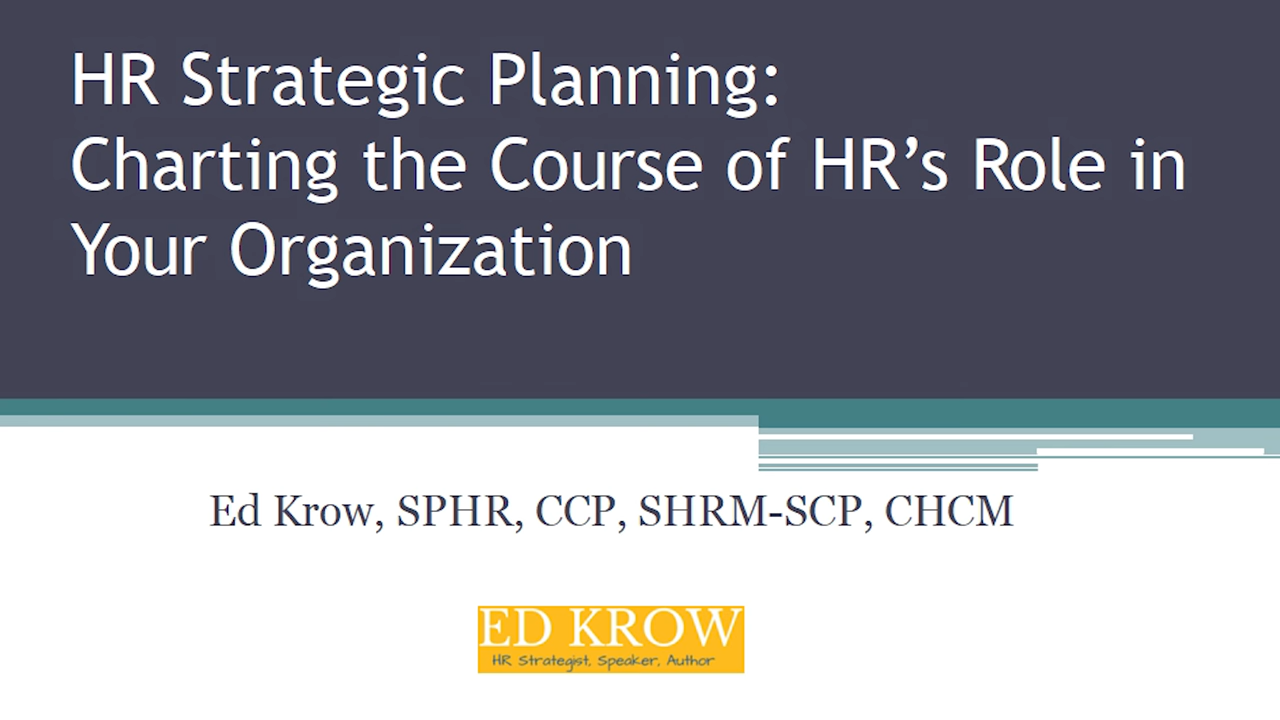 HR Strategic Planning:
Charting the Course of HR’s Role in
Your Organization
Ed Krow, SPHR, CCP, SHRM-SCP, CHCM
ED KROW
HR Strategist, Speaker, Author